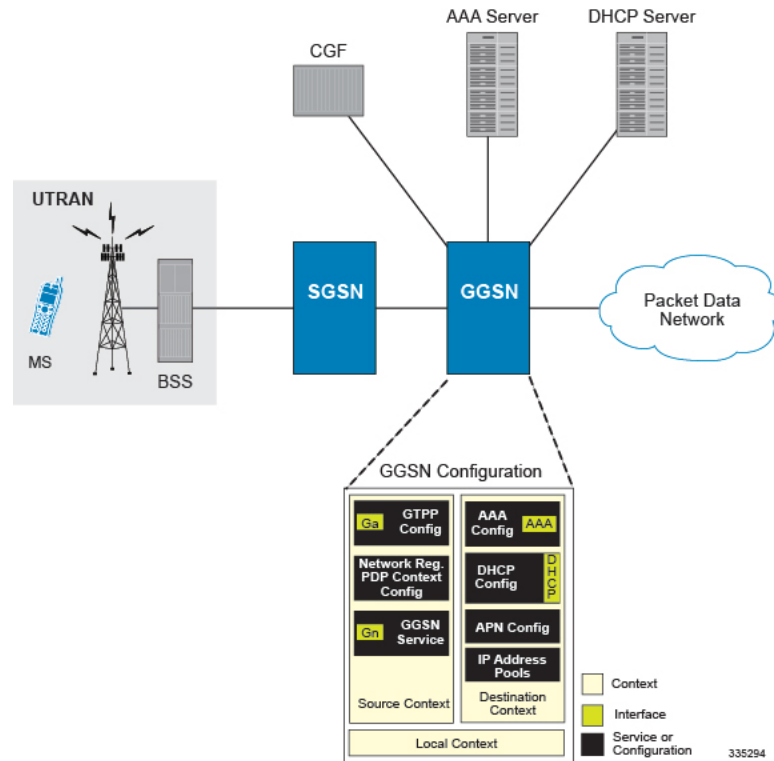 AAA Server
DHCP Server
CGF
UTRAN
MS
BSS
SGSN
GGSN
Packet Data
Network
GGSN Configuration
Ga
GTPP
Config
Network Reg.
PDP Context
Config
Gn
GGSN
Service
Source Context
AAA
Config
AAA
DHCP
Config
DHCP
APN Config
IP Address
Pools
Destination
Context
Local Context
Context
Interface
Service or
Configuration
335294